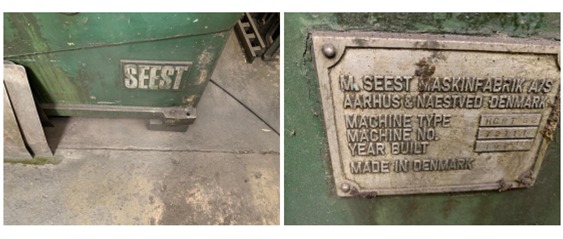 SEEST
M. SEEST MASKINFABRIK A/S
AARHUS & NAESTVED DENMARK
MACHINE TYPE
MACHINE NO.
YEAR BUILT
MADE IN DENMARK